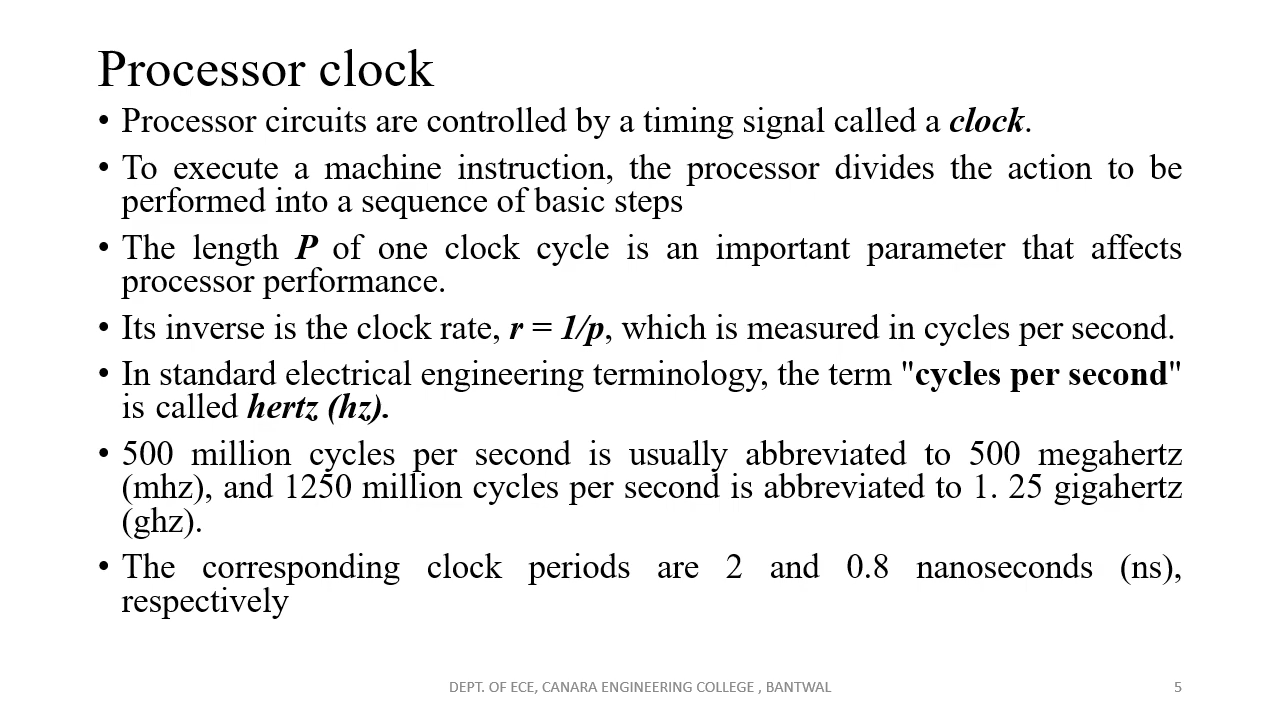 Processor clock
• Processor circuits are controlled by a timing signal called a clock.
• To execute a machine instruction, the processor divides the action to be
performed into a sequence of basic steps
• The length P of one clock cycle is an important parameter that affects
processor performance.
• Its inverse is the clock rate, r = 1/p, which is measured in cycles per second.
• In standard electrical engineering terminology, the term "cycles per second"
is called hertz (hz).
• 500 million cycles per second is usually abbreviated to 500 megahertz
(mhz), and 1250 million cycles per second is abbreviated to 1. 25 gigahertz
(ghz).
• The corresponding clock periods are 2 and 0.8 nanoseconds (ns),
respectively
DEPT. OF ECE, CANARA ENGINEERING COLLEGE , BANTWAL
5